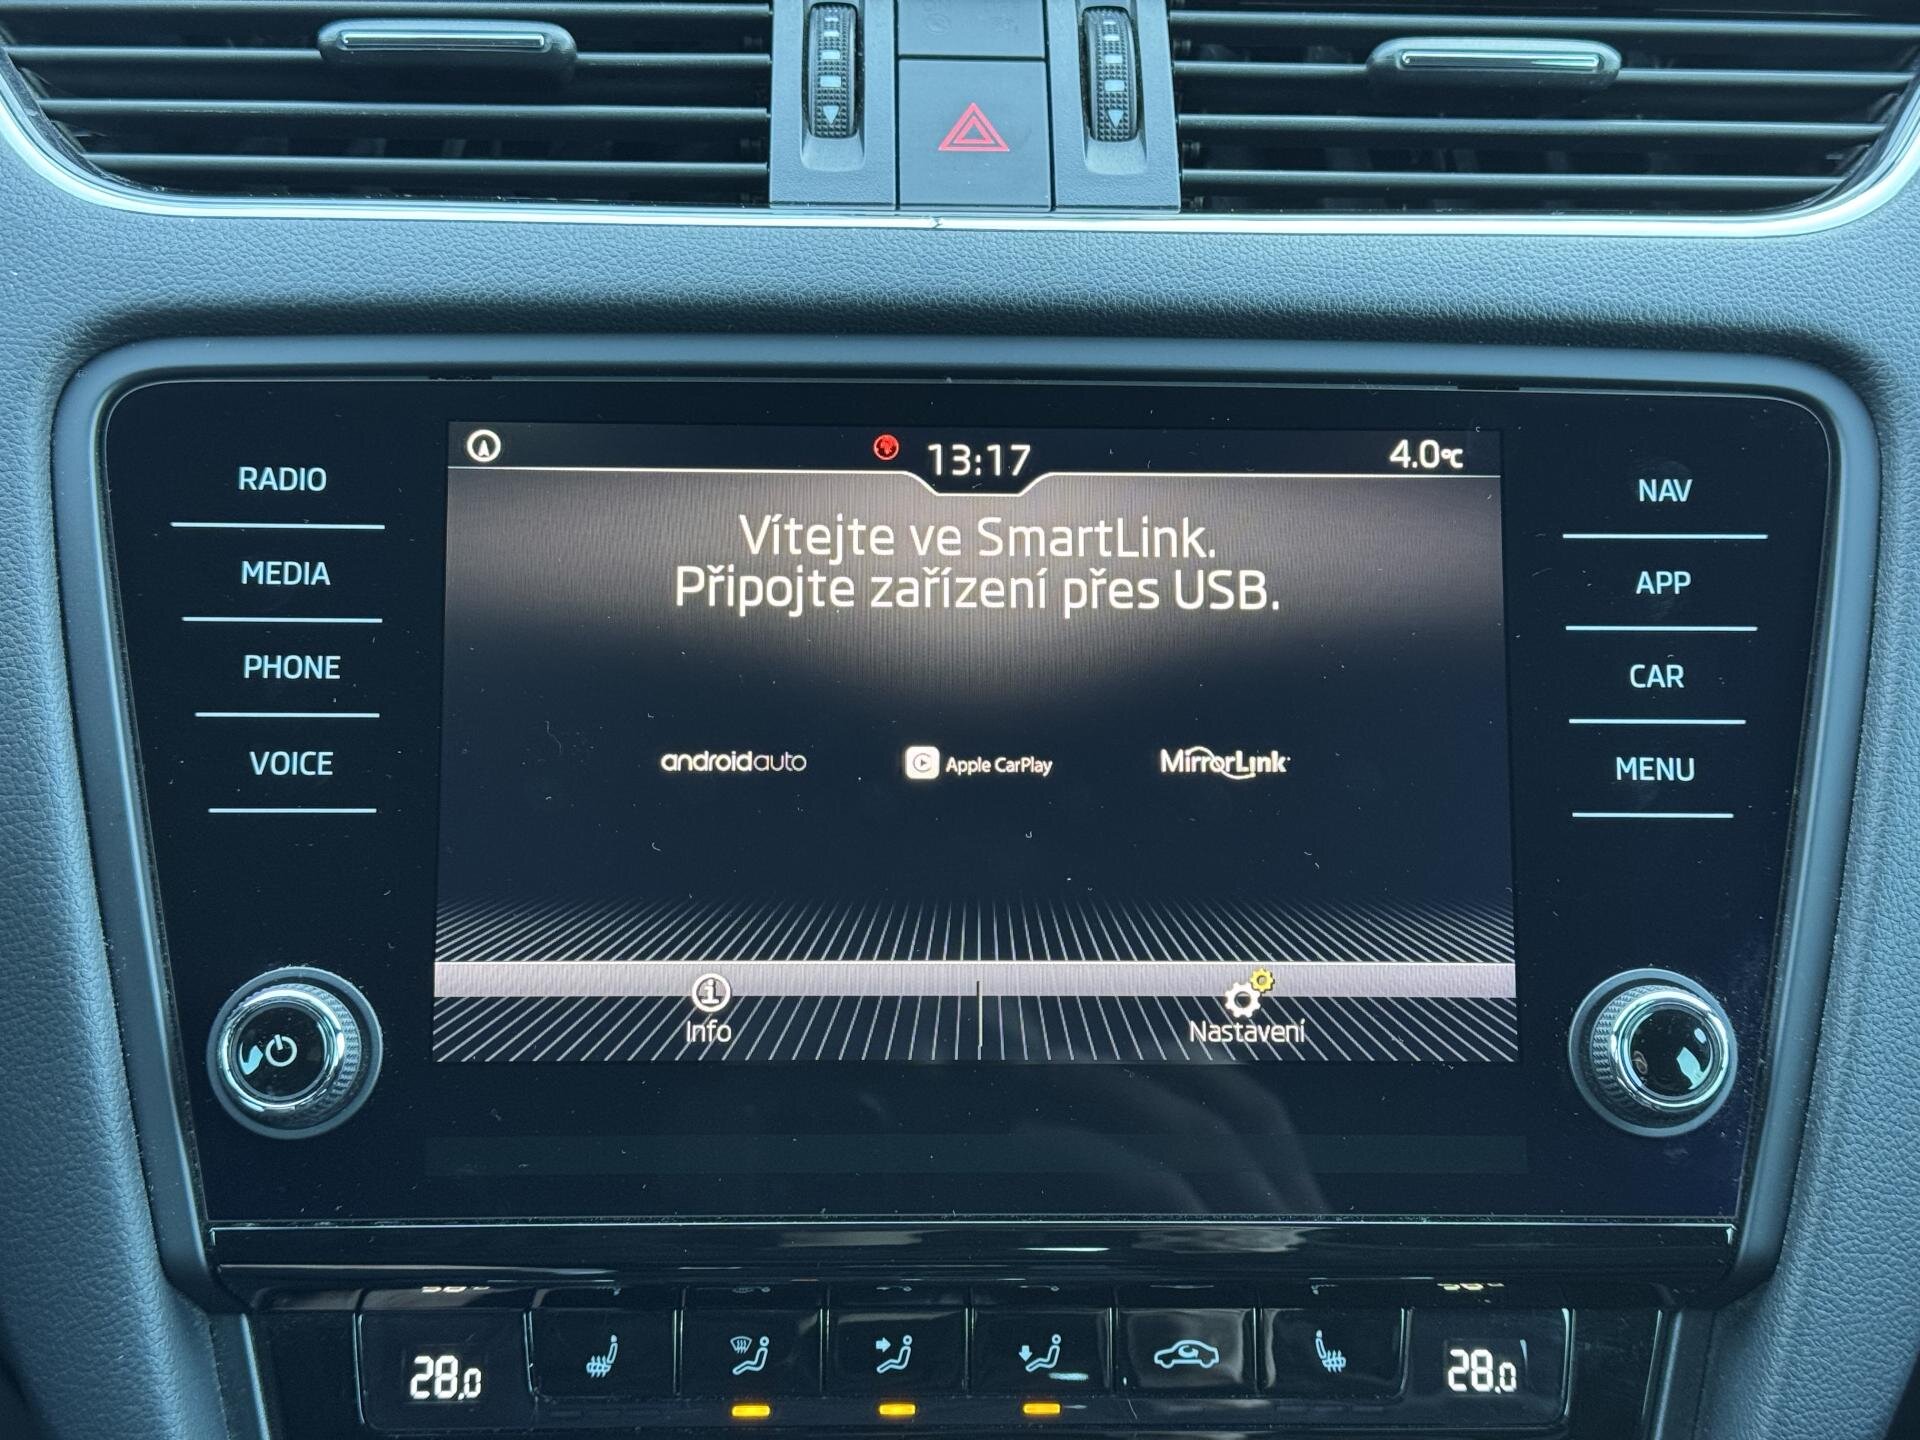 13:17
4.0°C
Vítejte ve SmartLink.
Připojte zařízení přes USB.
androidauto
Apple CarPlay
MirrorLink
Info
Nastavení
RADIO
MEDIA
PHONE
VOICE
NAV
APP
CAR
MENU
28.0
28.0